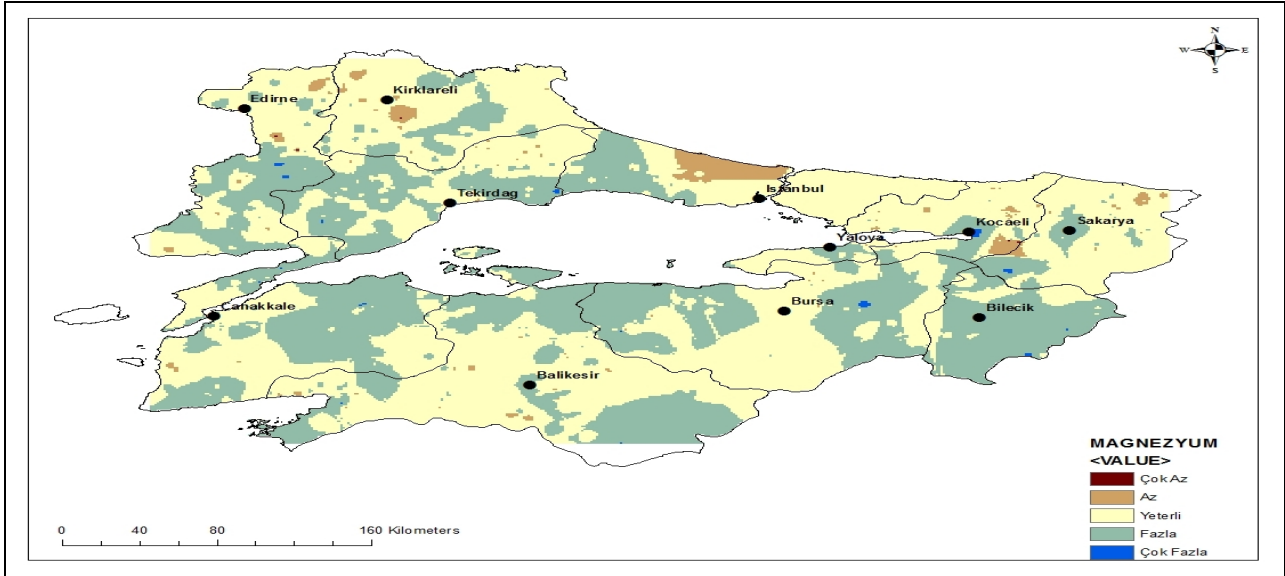 N
W E
S
Edirne
Kirklareli
Tekirdag
Istanbul
Kocaeli
Sakarya
Yalova
Çanakkale
Bursa
Bilecik
Balikesir
MAGNEZYUM
<VALUE>
Çok Az
Az
Yeterli
Fazla
Çok Fazla
0 40 80 160 Kilometers